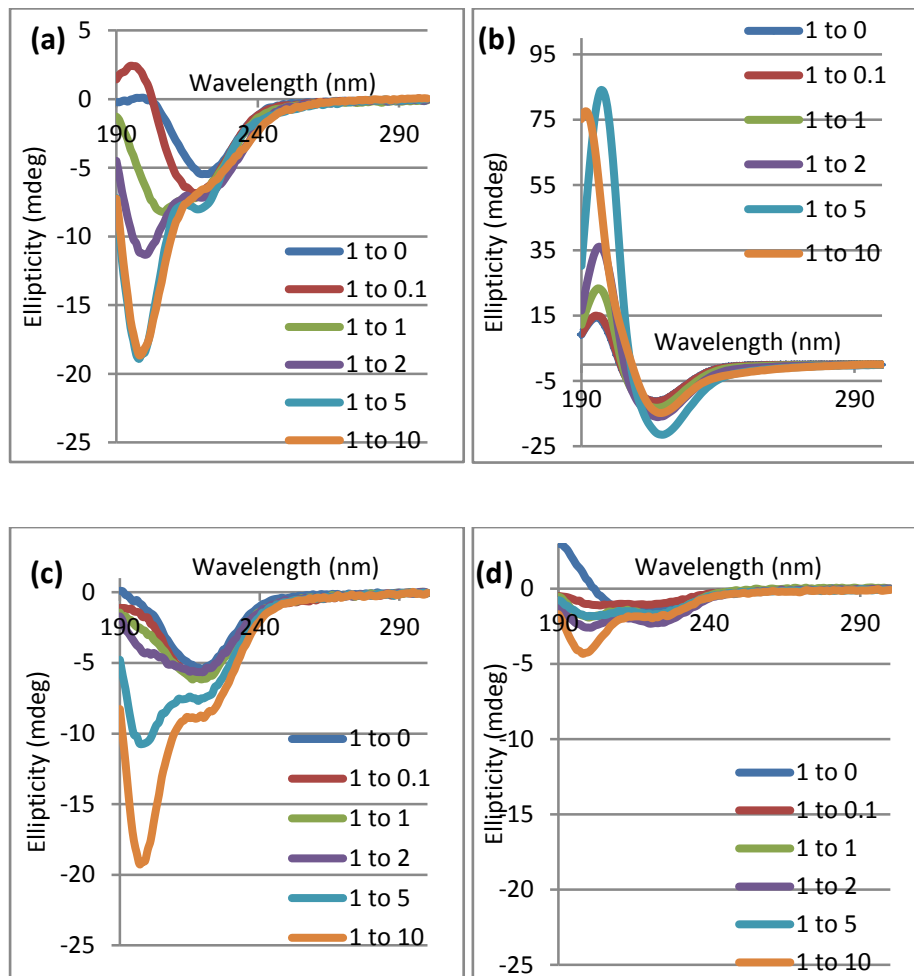 (a)
5
0
-5
-10
-15
-20
-25
Ellipticity (mdeg)
Wavelength (nm)
190
240
290
1 to 0
1 to 0.1
1 to 1
1 to 2
1 to 5
1 to 10
(b)
95
75
55
35
15
-5
-25
Ellipticity (mdeg)
1 to 0
1 to 0.1
1 to 1
1 to 2
1 to 5
1 to 10
Wavelength (nm)
190
290
(c)
Wavelength (nm)
0
-5
-10
-15
-20
-25
Ellipticity (mdeg)
190
240
290
1 to 0
1 to 0.1
1 to 1
1 to 2
1 to 5
1 to 10
(d)
Wavelength (nm)
0
-5
-10
-15
-20
-25
Ellipticity (mdeg)
190
240
290
1 to 0
1 to 0.1
1 to 1
1 to 2
1 to 5
1 to 10